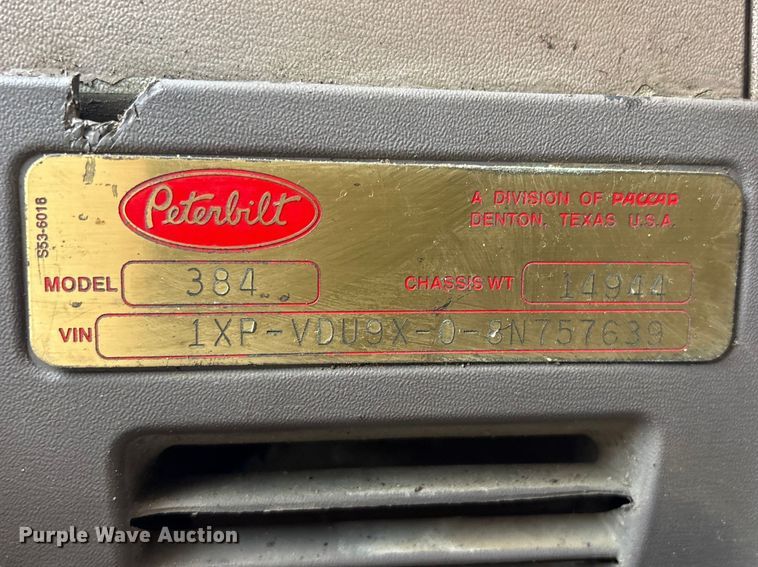 S53-6016
Peterbilt
A DIVISION OF PACCAR
DENTON, TEXAS U.S.A.
MODEL 384 CHASSIS WT 14944
VIN 1XP-VDU9X-0-8N757639
Purple Wave Auction